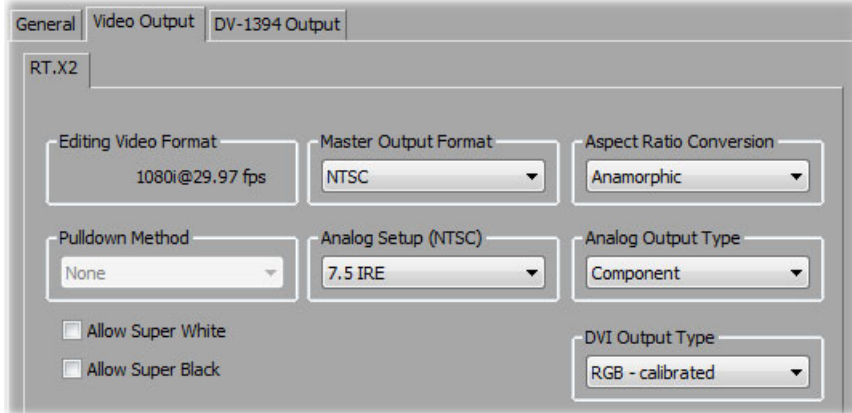 General
Video Output
DV-1394 Output
RT.X2
Editing Video Format
1080i@29.97 fps
Master Output Format
NTSC
Aspect Ratio Conversion
Anamorphic
Pulldown Method
None
Analog Setup (NTSC)
7.5 IRE
Analog Output Type
Component
Allow Super White
Allow Super Black
DVI Output Type
RGB - calibrated